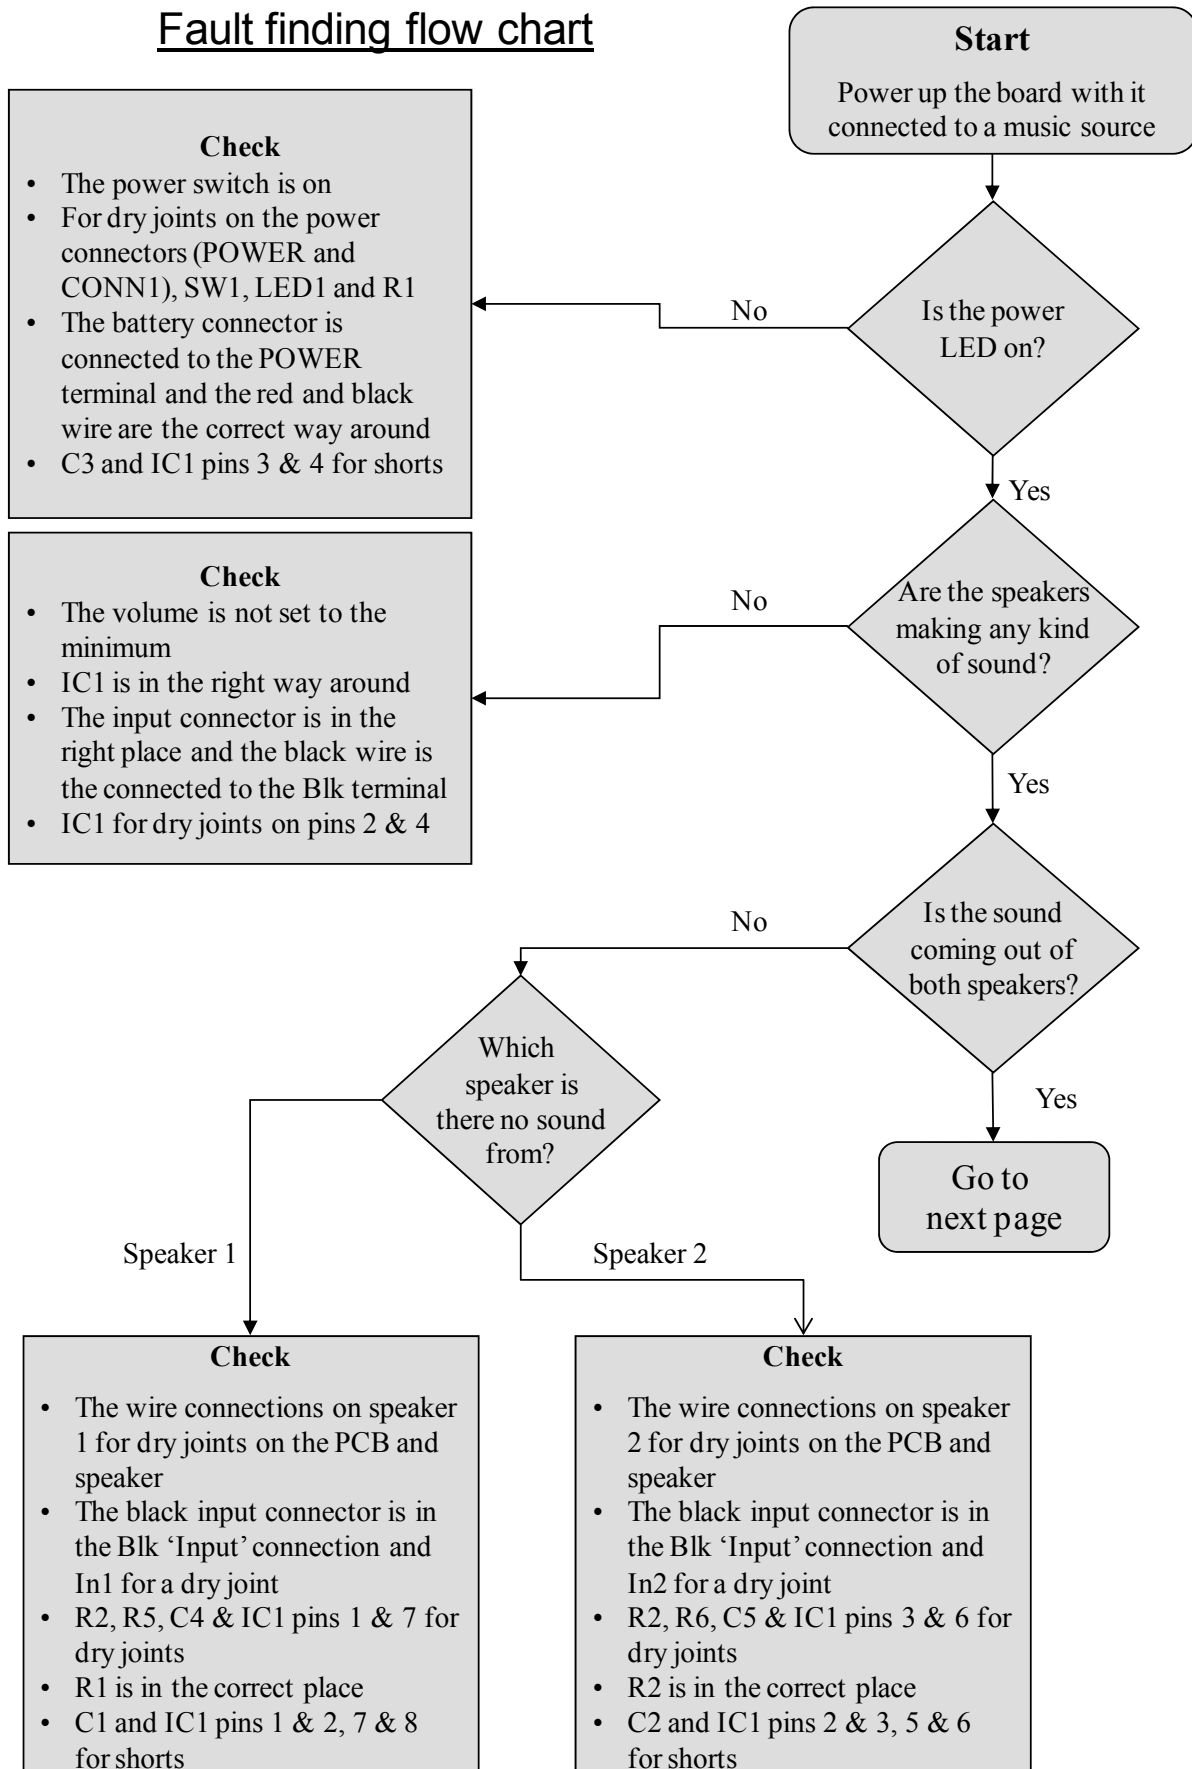 Fault finding flow chart
Start
Power up the board with it
connected to a music source
Check
• The power switch is on
• For dry joints on the power
connectors (POWER and
CONN1), SW1, LED1 and R1
• The battery connector is
connected to the POWER
terminal and the red and black
wire are the correct way around
• C3 and IC1 pins 3 & 4 for shorts
No
Is the power
LED on?
Yes
Check
• The volume is not set to the
minimum
• IC1 is in the right way around
• The input connector is in the
right place and the black wire is
the connected to the Blk terminal
• IC1 for dry joints on pins 2 & 4
No
Are the speakers
making any kind
of sound?
Yes
No
Is the sound
coming out of
both speakers?
Yes
Go to
next page
Which
speaker is
there no sound
from?
Speaker 1
Speaker 2
Check
• The wire connections on speaker
1 for dry joints on the PCB and
speaker
• The black input connector is in
the Blk ‘Input’ connection and
In1 for a dry joint
• R2, R5, C4 & IC1 pins 1 & 7 for
dry joints
• R1 is in the correct place
• C1 and IC1 pins 1 & 2, 7 & 8
for shorts
Check
• The wire connections on speaker
2 for dry joints on the PCB and
speaker
• The black input connector is in
the Blk ‘Input’ connection and
In2 for a dry joint
• R2, R6, C5 & IC1 pins 3 & 6 for
dry joints
• R2 is in the correct place
• C2 and IC1 pins 2 & 3, 5 & 6
for shorts